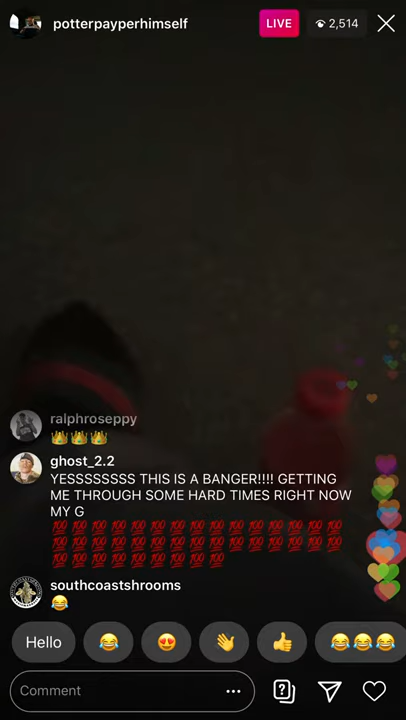 potterpayperhimself
LIVE
2,514
ralphroseppy
👑👑👑
ghost_2.2
YESSSSSSSS THIS IS A BANGER!!!! GETTING
ME THROUGH SOME HARD TIMES RIGHT NOW
MY G
💯💯💯💯💯💯💯💯💯💯💯💯💯💯💯
💯💯💯💯💯💯💯💯💯💯💯💯💯💯💯
💯💯💯💯💯💯💯💯💯
southcoastshrooms
😂
Hello 😂 😍 👋 👍 😂😂😂
Comment